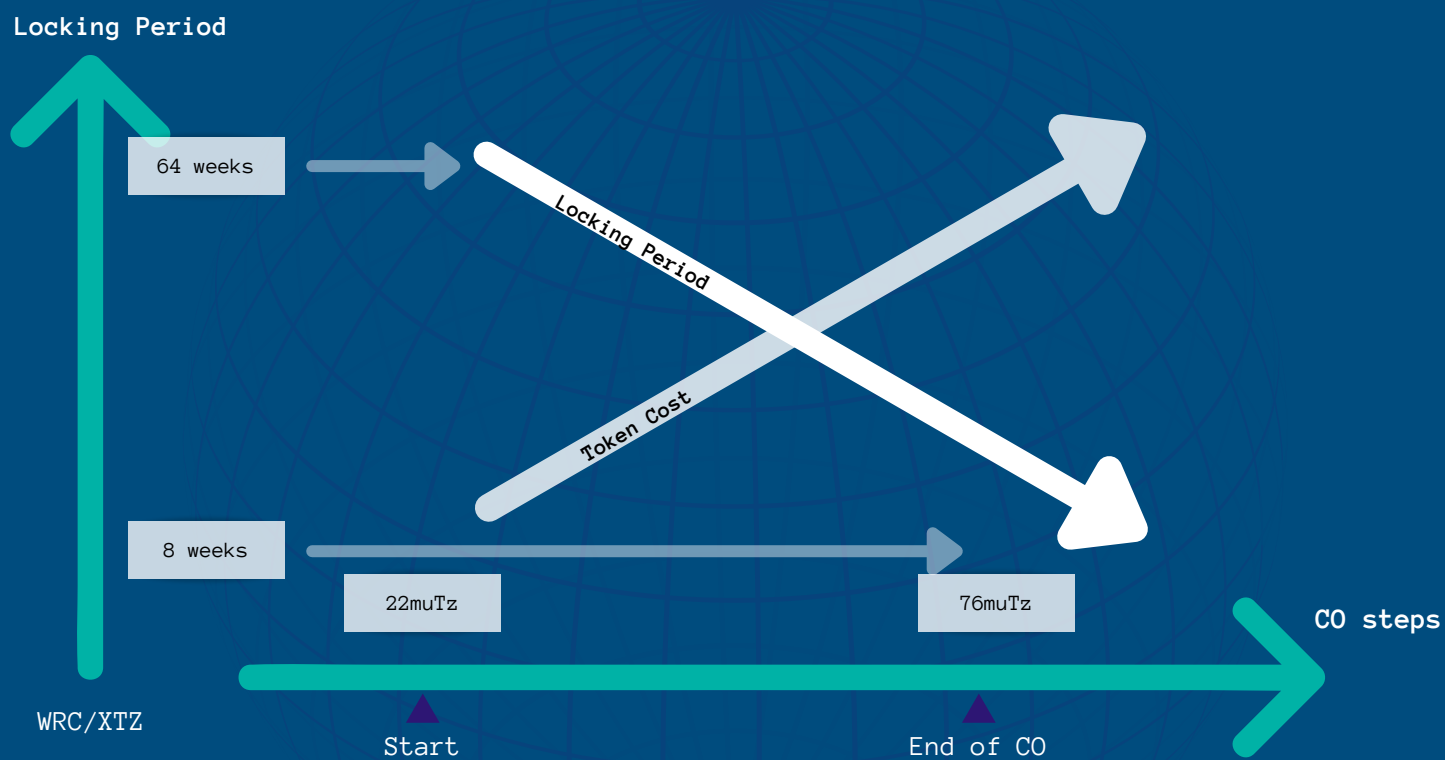 Locking Period
64 weeks
Locking Period
Token Cost
8 weeks
22muTz
76muTz
CO steps
WRC/XTZ
Start
End of CO